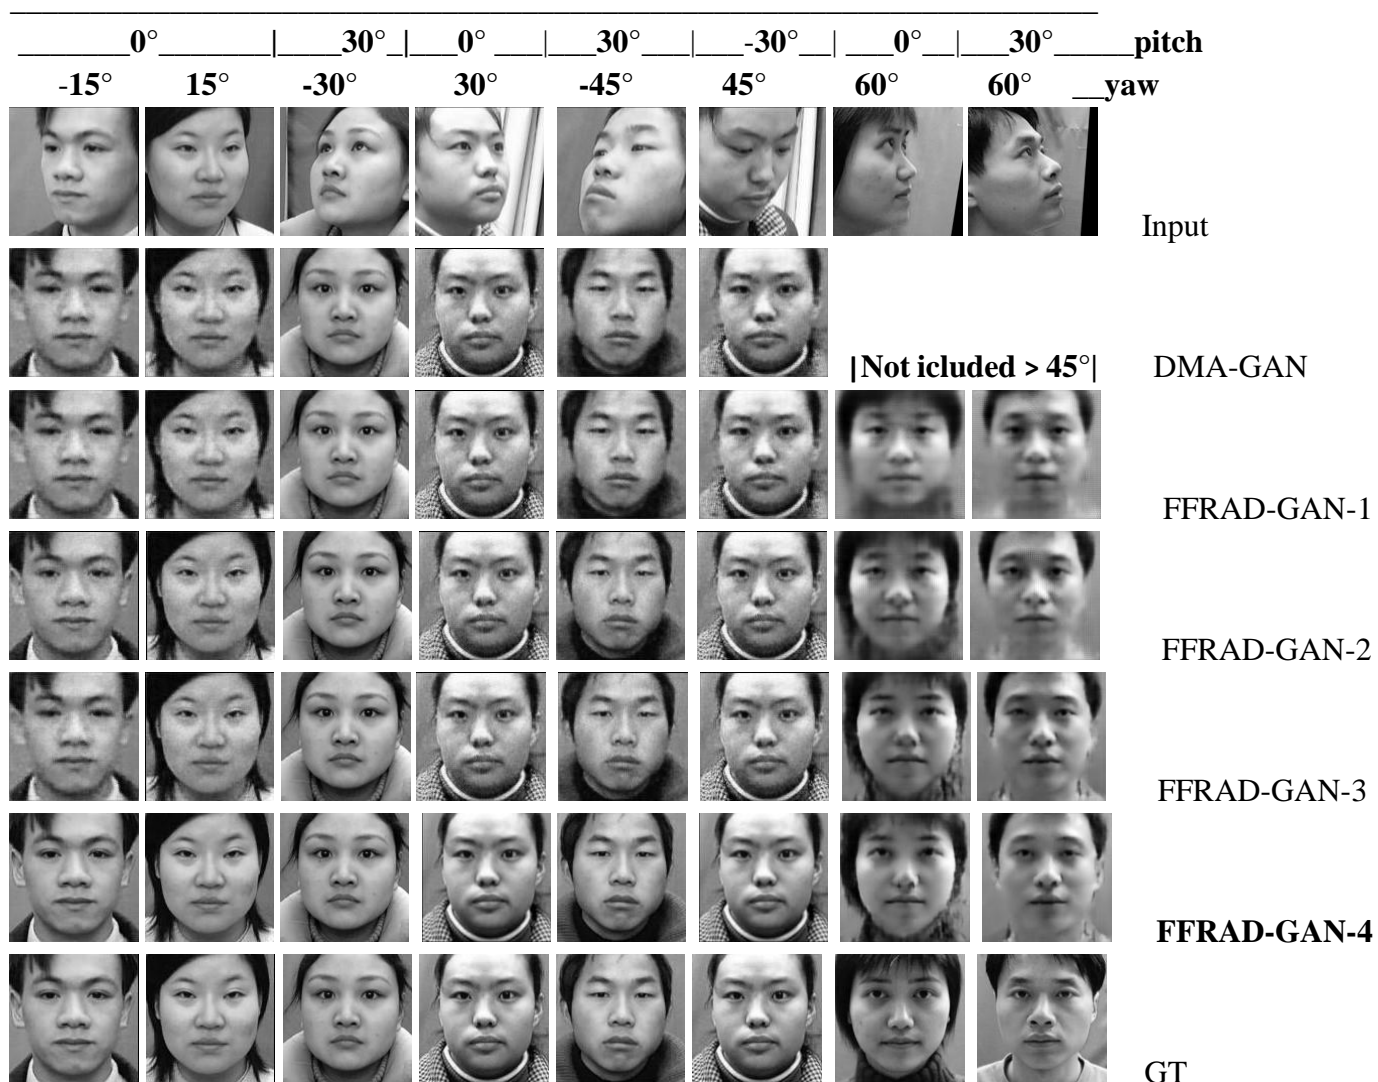 _______0°_______|____30°_|___0° ___|___30°___|___-30°__| ___0°__|___30°_____pitch
-15° 15° -30° 30° -45° 45° 60° 60° __yaw
Input
|Not icluded > 45°| DMA-GAN
FFRAD-GAN-1
FFRAD-GAN-2
FFRAD-GAN-3
FFRAD-GAN-4
GT